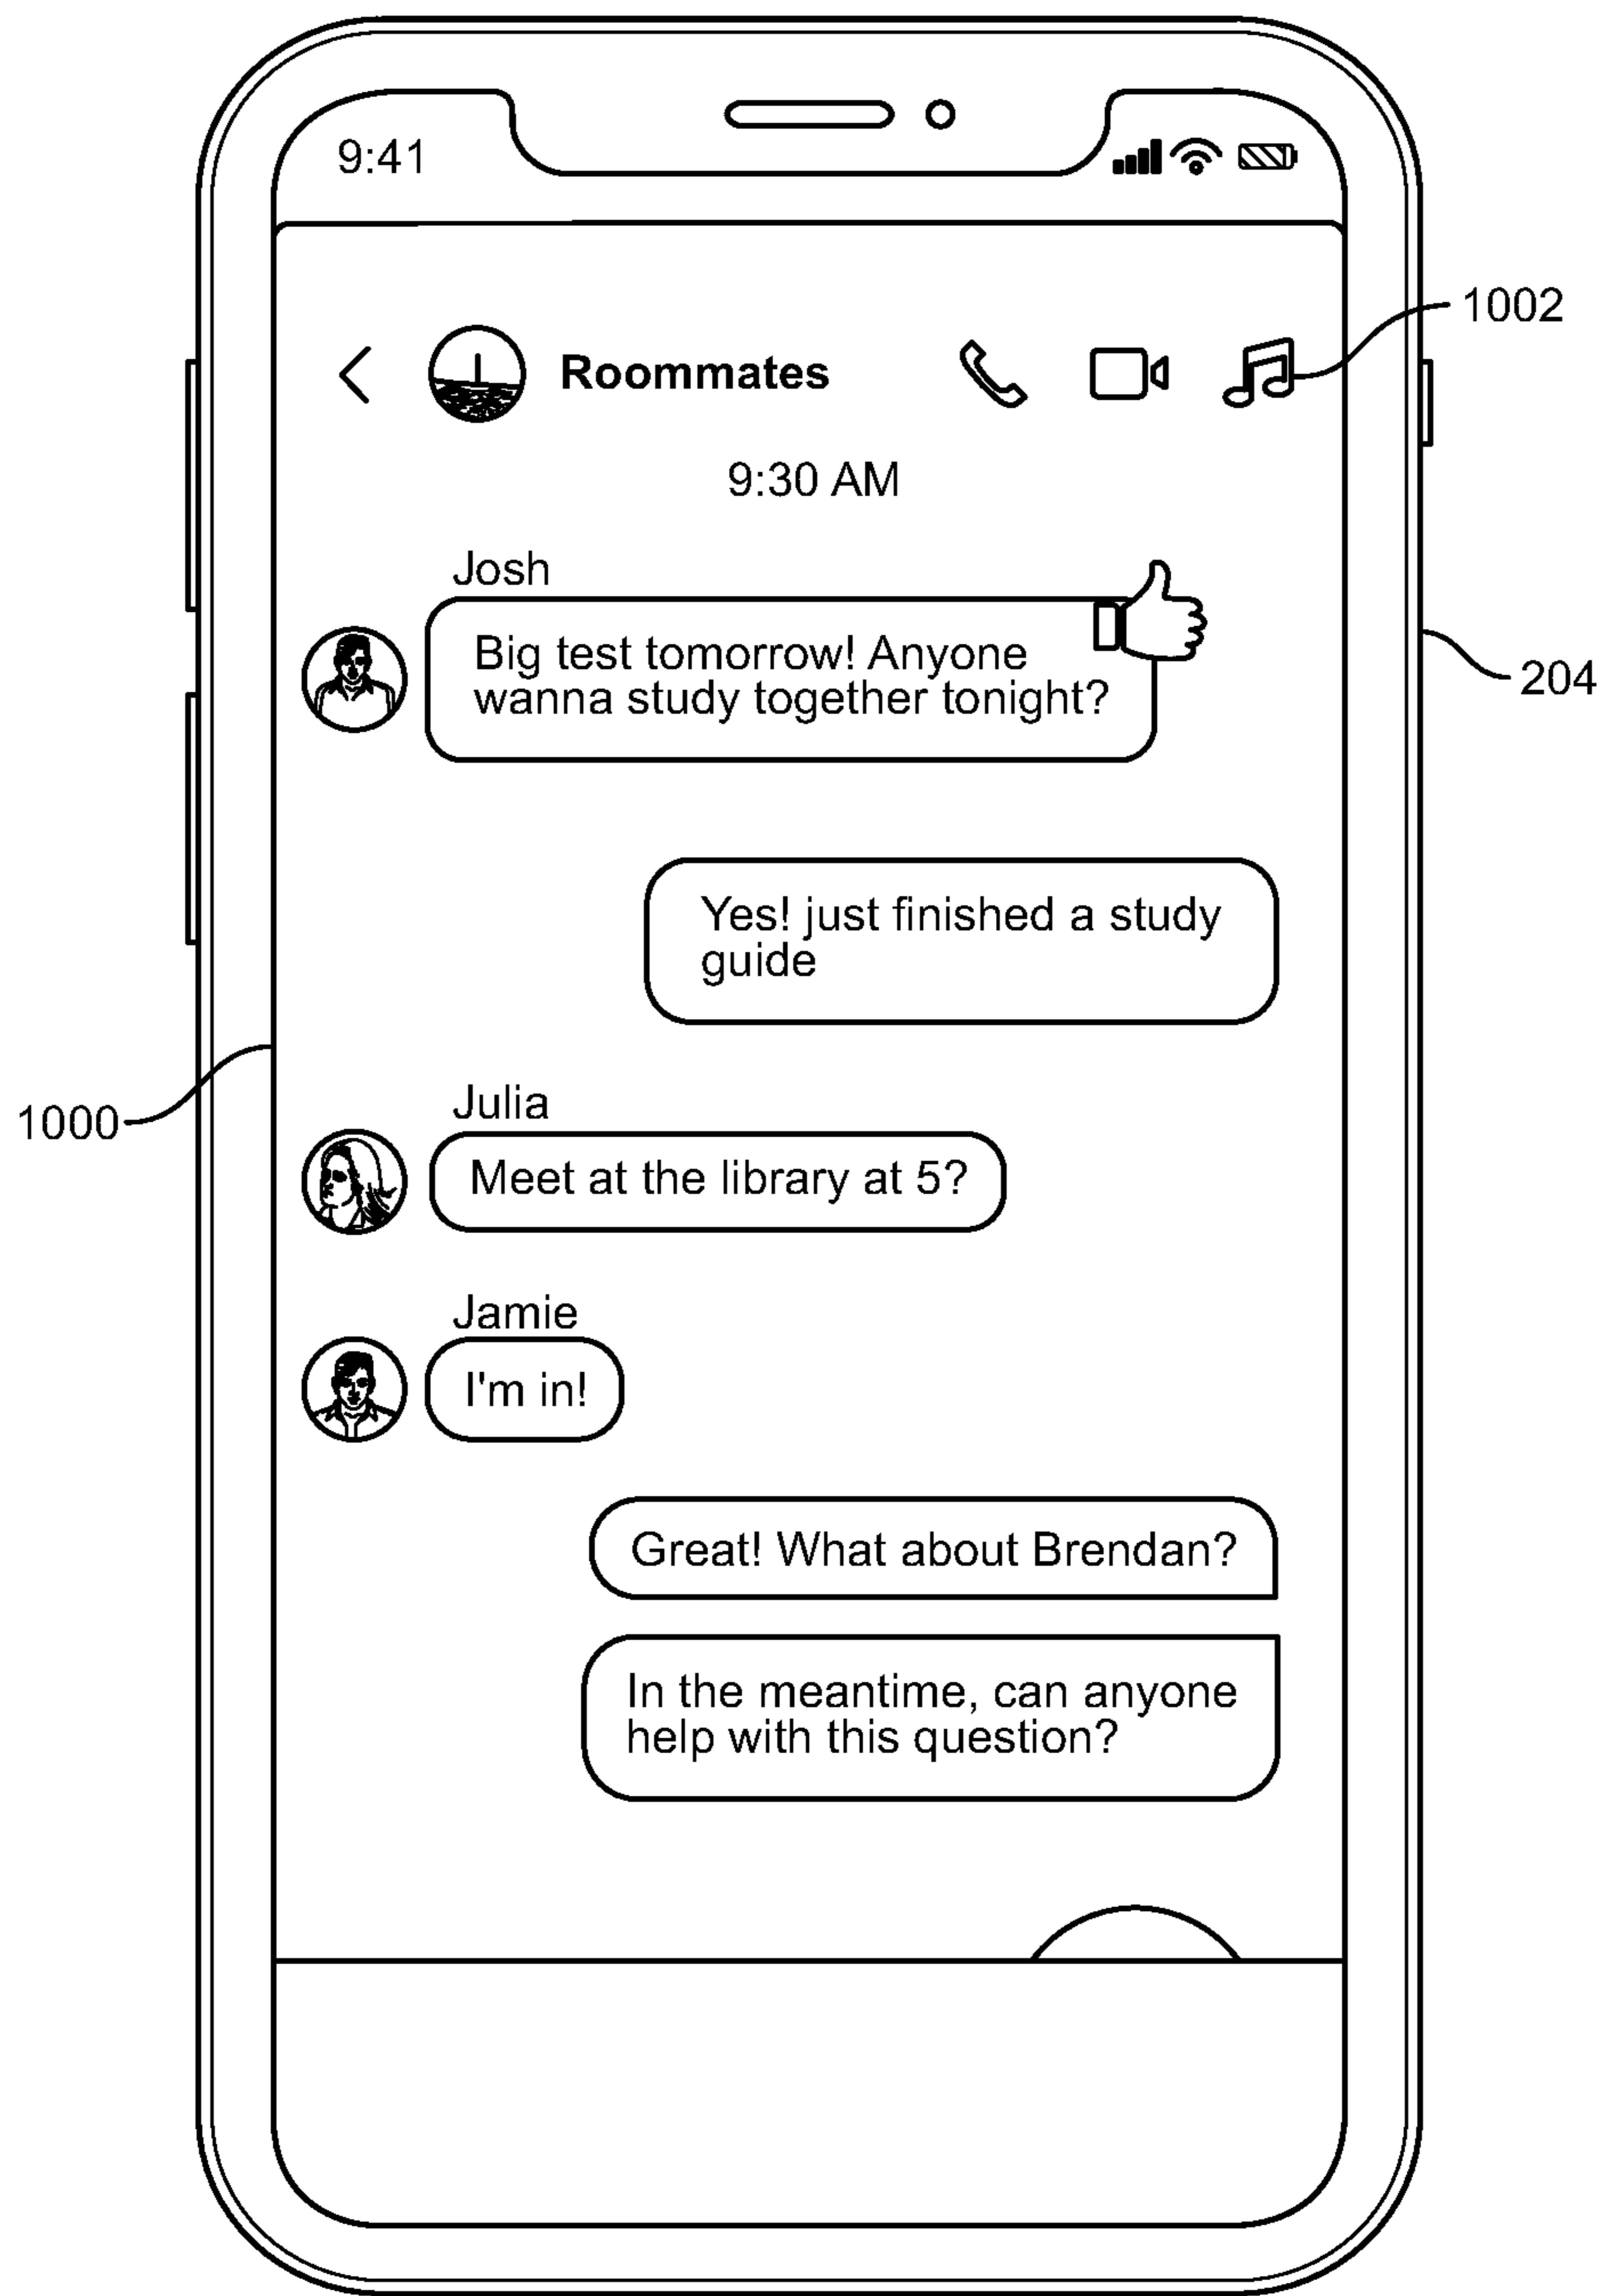 9:41
1002
Roommates
9:30 AM
Josh
Big test tomorrow! Anyone
wanna study together tonight?
204
Yes! just finished a study
guide
1000
Julia
Meet at the library at 5?
Jamie
I'm in!
Great! What about Brendan?
In the meantime, can anyone
help with this question?